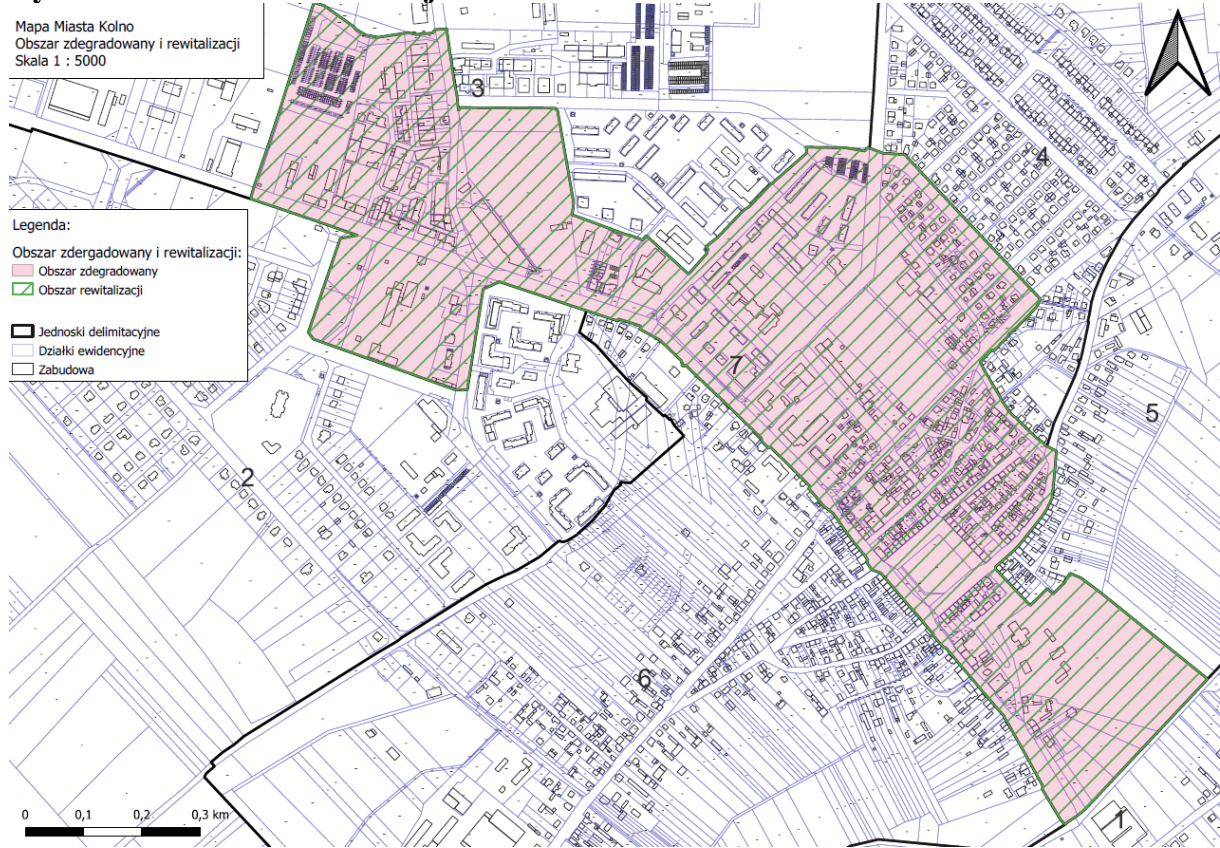 Mapa Miasta Kolno
Obszar zdegradowany i rewitalizacji
Skala 1 : 5000
3
4
Legenda:
Obszar zdergadowany i rewitalizacji:
Obszar zdegradowany
Obszar rewitalizacji
Jednoski delimitacyjne
Działki ewidencyjne
Zabudowa
7
5
2
6
0 0,1 0,2 0,3 km
1